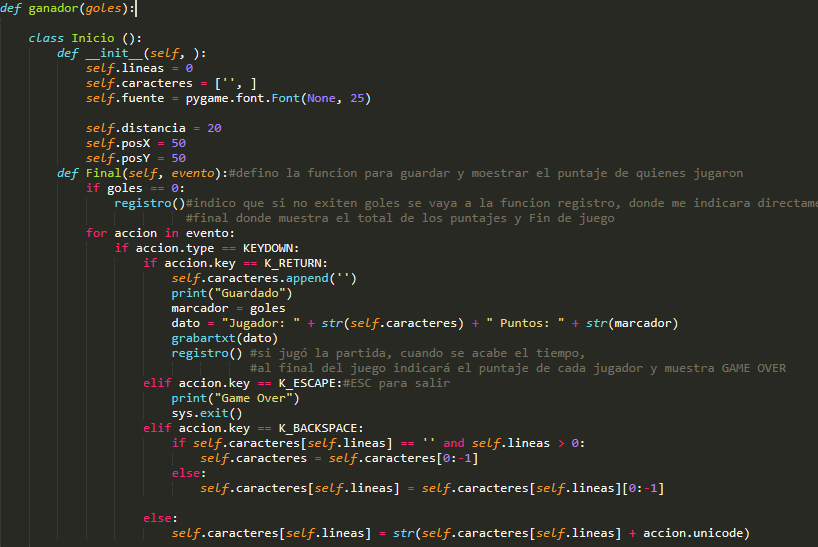 def ganador(goles):
class Inicio ():
def __init__(self, ):
self.lineas = 0
self.caracteres = ['', ]
self.fuente = pygame.font.Font(None, 25)
self.distancia = 20
self.posX = 50
self.posY = 50
def Final(self, evento):#defino la funcion para guardar y moestrar el puntaje de quienes jugaron
if goles == 0:
registro()#indico que si no exiten goles se vaya a la funcion registro, donde me indicara directame
#final donde muestra el total de los puntajes y Fin de juego
for accion in evento:
if accion.type == KEYDOWN:
if accion.key == K_RETURN:
self.caracteres.append('')
print("Guardado")
marcador = goles
dato = "Jugador: " + str(self.caracteres) + " Puntos: " + str(marcador)
grabartxt(dato)
registro() #si jugó la partida, cuando se acabe el tiempo,
#al final del juego indicará el puntaje de cada jugador y muestra GAME OVER
elif accion.key == K_ESCAPE:#ESC para salir
print("Game Over")
sys.exit()
elif accion.key == K_BACKSPACE:
if self.caracteres[self.lineas] == '' and self.lineas > 0:
self.caracteres = self.caracteres[0:-1]
else:
self.caracteres[self.lineas] = self.caracteres[self.lineas][0:-1]
else:
self.caracteres[self.lineas] = str(self.caracteres[self.lineas] + accion.unicode)